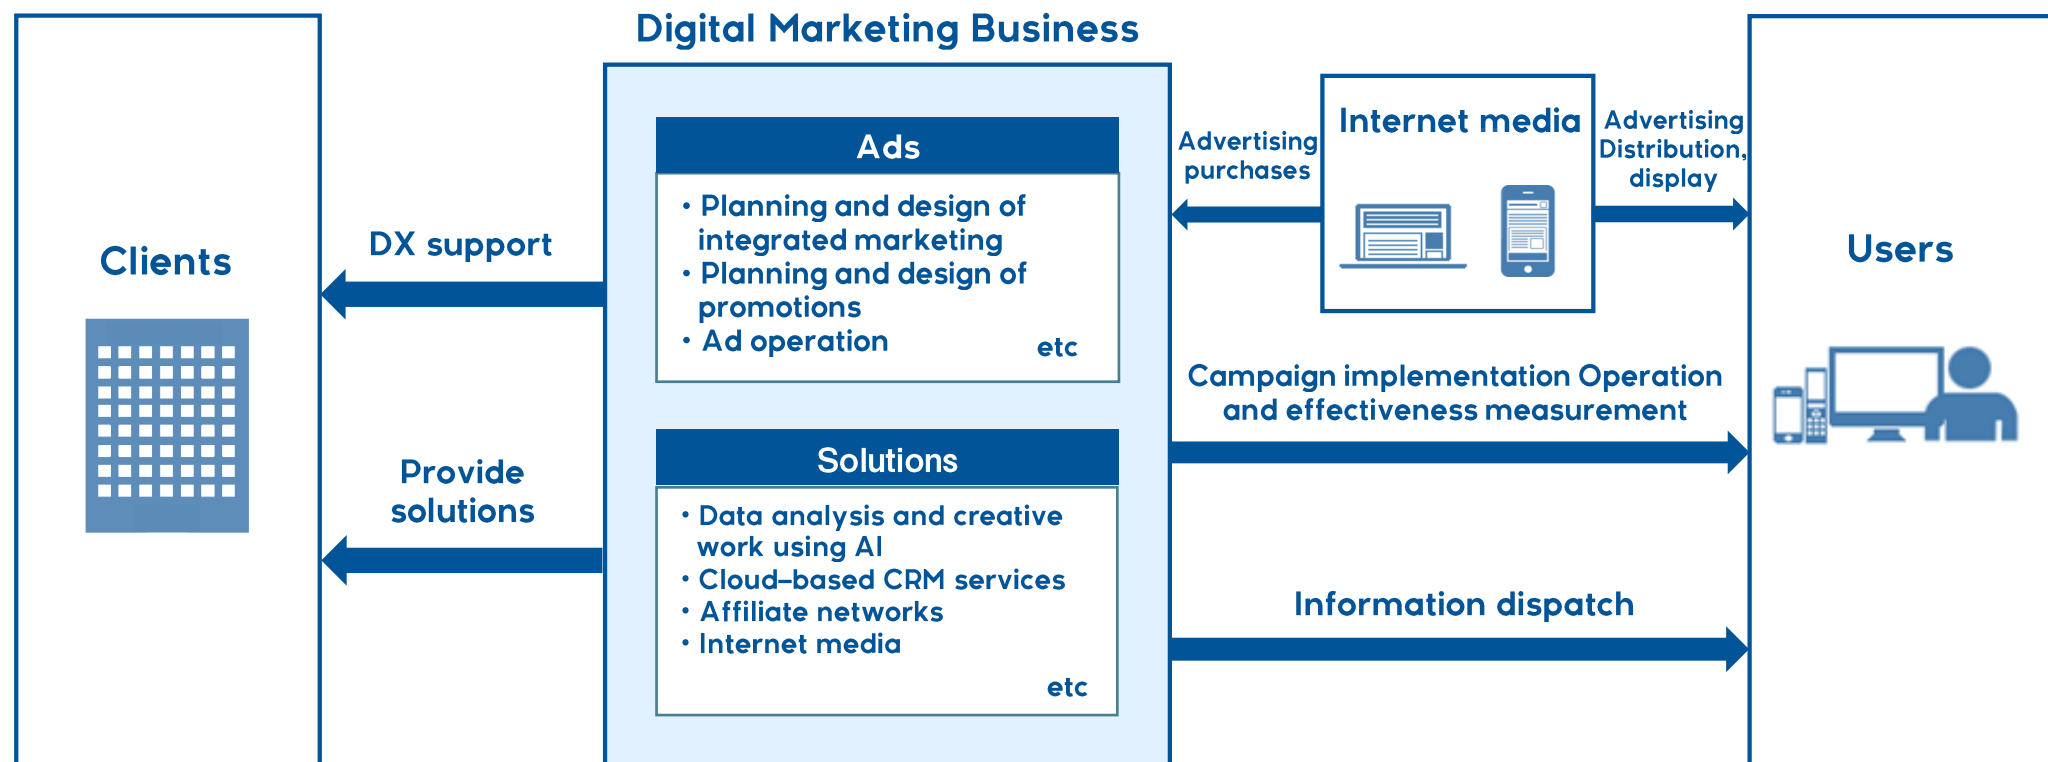 Digital Marketing Business
Clients
DX support
Provide
solutions
Ads
• Planning and design of
integrated marketing
• Planning and design of
promotions
• Ad operation
etc
Solutions
• Data analysis and creative
work using AI
• Cloud-based CRM services
• Affiliate networks
• Internet media
etc
Advertising
purchases
Internet media
Advertising
Distribution,
display
Campaign implementation Operation
and effectiveness measurement
Information dispatch
Users